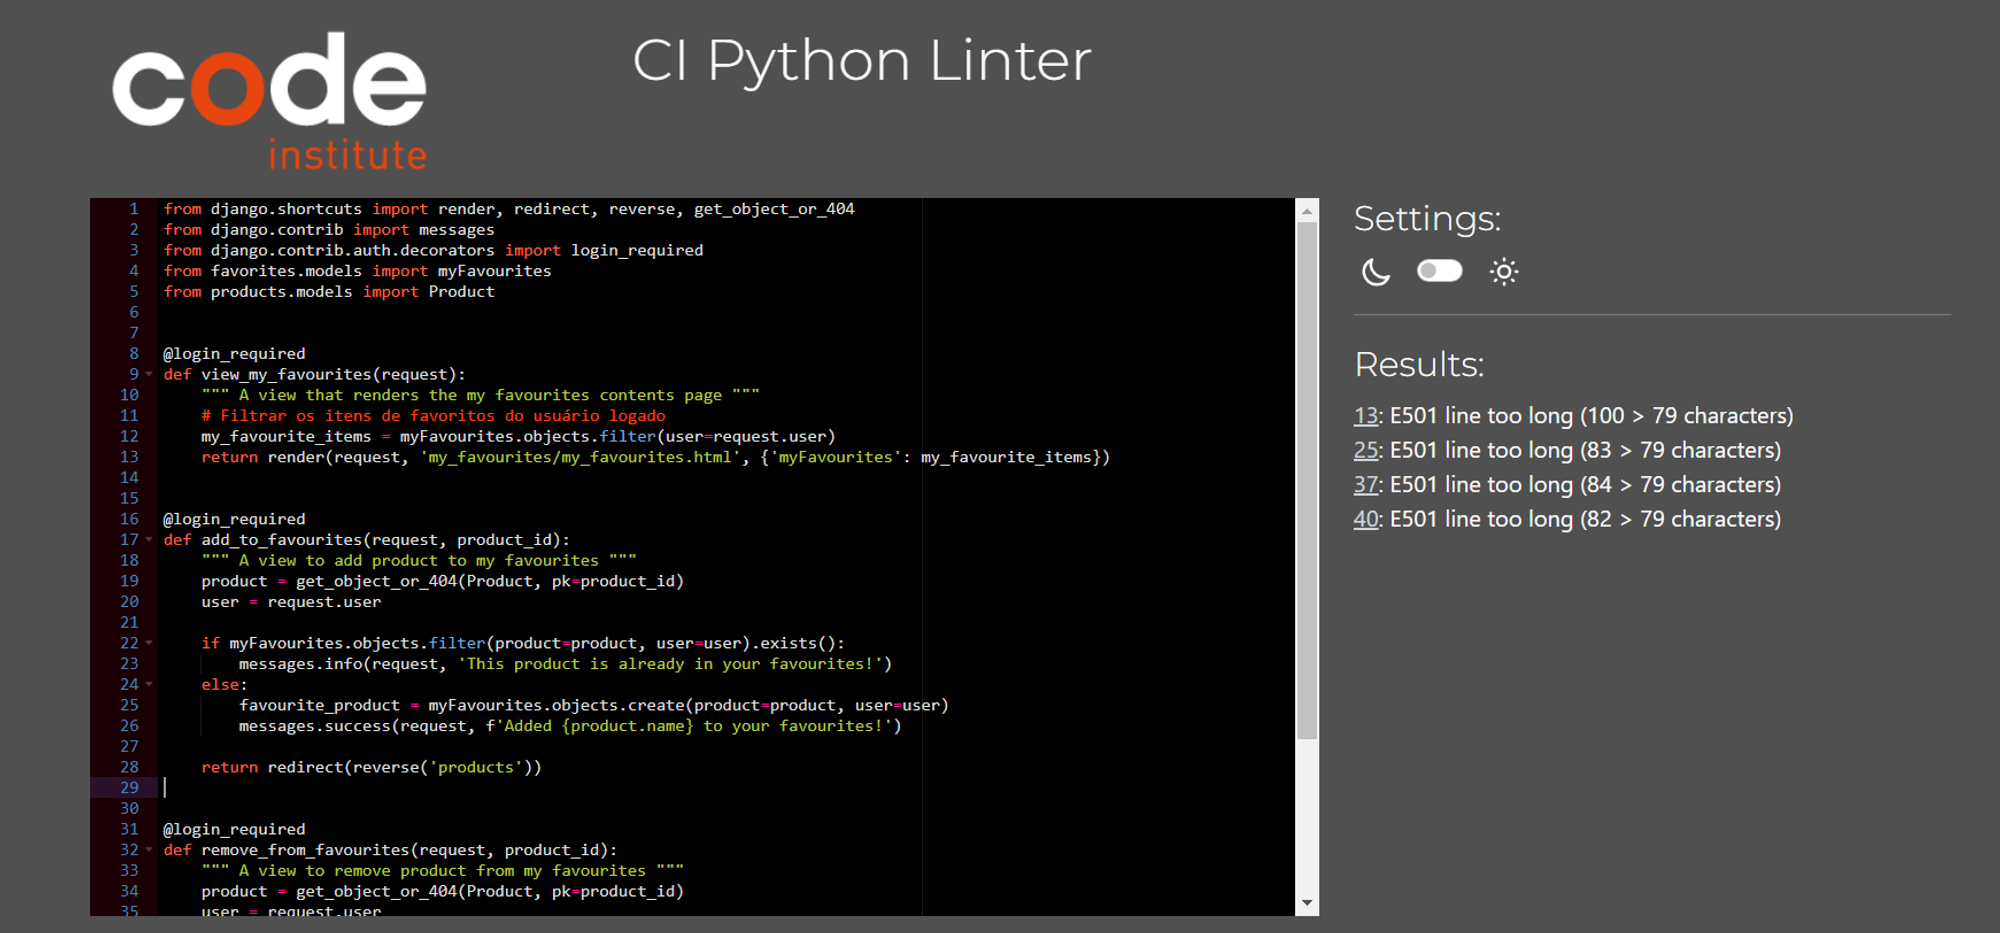 code
institute
CI Python Linter
1 from django.shortcuts import render, redirect, reverse, get_object_or_404
2 from django.contrib import messages
3 from django.contrib.auth.decorators import login_required
4 from favorites.models import myFavourites
5 from products.models import Product
6
7
8 @login_required
9 def view_my_favourites(request):
10     """ A view that renders the my favourites contents page """
11     # Filtrar os itens de favoritos do usuário logado
12     my_favourite_items = myFavourites.objects.filter(user=request.user)
13     return render(request, 'my_favourites/my_favourites.html', {'myFavourites': my_favourite_items})
14
15
16 @login_required
17 def add_to_favourites(request, product_id):
18     """ A view to add product to my favourites """
19     product = get_object_or_404(Product, pk=product_id)
20     user = request.user
21
22     if myFavourites.objects.filter(product=product, user=user).exists():
23         messages.info(request, 'This product is already in your favourites!')
24     else:
25         favourite_product = myFavourites.objects.create(product=product, user=user)
26         messages.success(request, f'Added {product.name} to your favourites!')
27
28     return redirect(reverse('products'))
29
30
31 @login_required
32 def remove_from_favourites(request, product_id):
33     """ A view to remove product from my favourites """
34     product = get_object_or_404(Product, pk=product_id)
35     user = request.user
Settings:
Results:
13: E501 line too long (100 > 79 characters)
25: E501 line too long (83 > 79 characters)
37: E501 line too long (84 > 79 characters)
40: E501 line too long (82 > 79 characters)